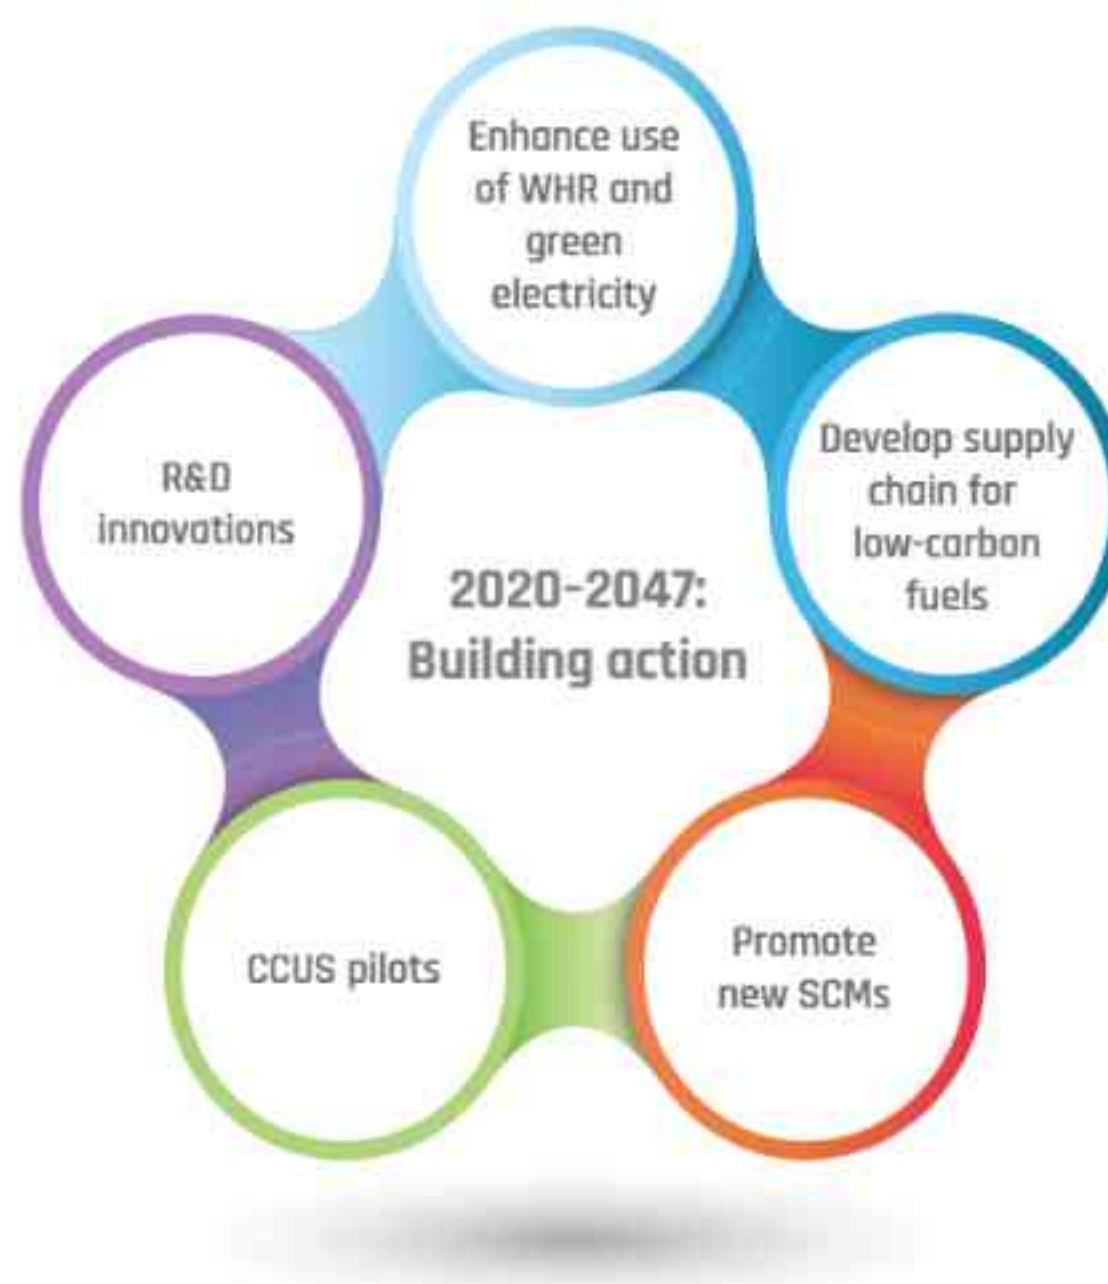 Enhance use
of WHR and
green
electricity
Develop supply
chain for
low-carbon
fuels
Promote
new SCMs
CCUS pilots
R&D
innovations
2020-2047:
Building action